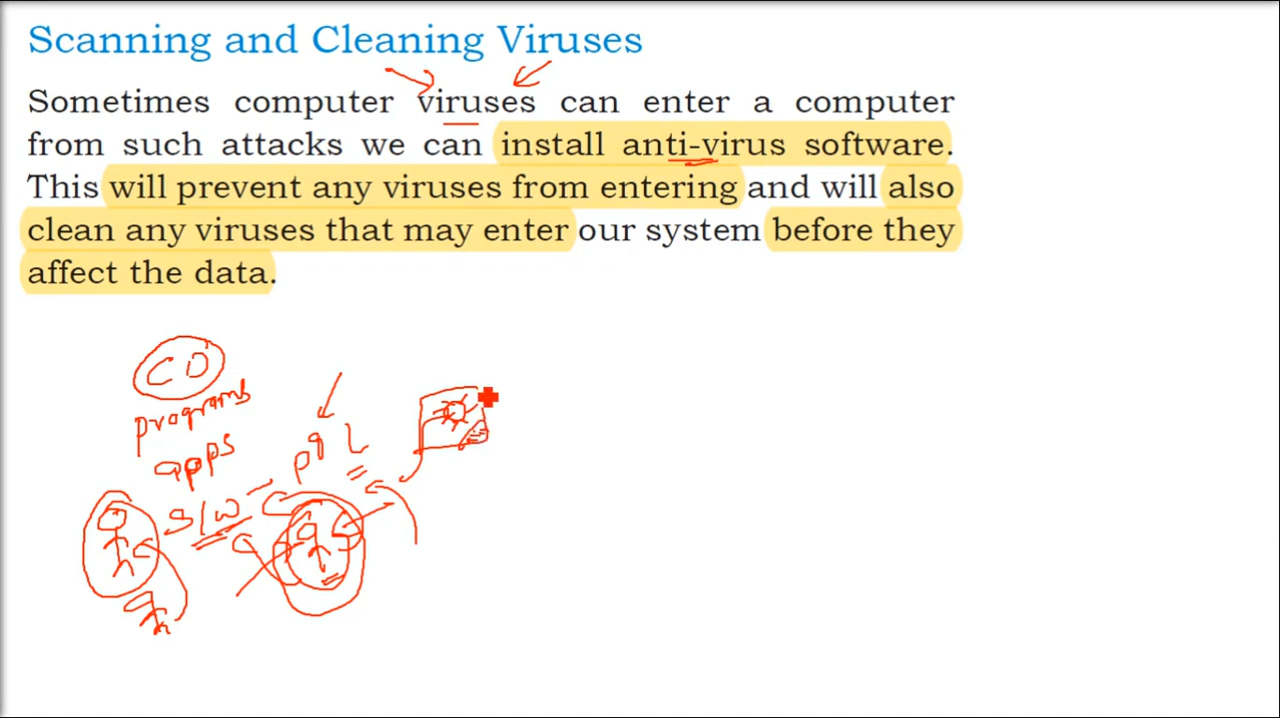 Scanning and Cleaning Viruses
Sometimes computer viruses can enter a computer
from such attacks we can install anti-virus software.
This will prevent any viruses from entering and will also
clean any viruses that may enter our system before they
affect the data.
CD
programs
apps
S/W